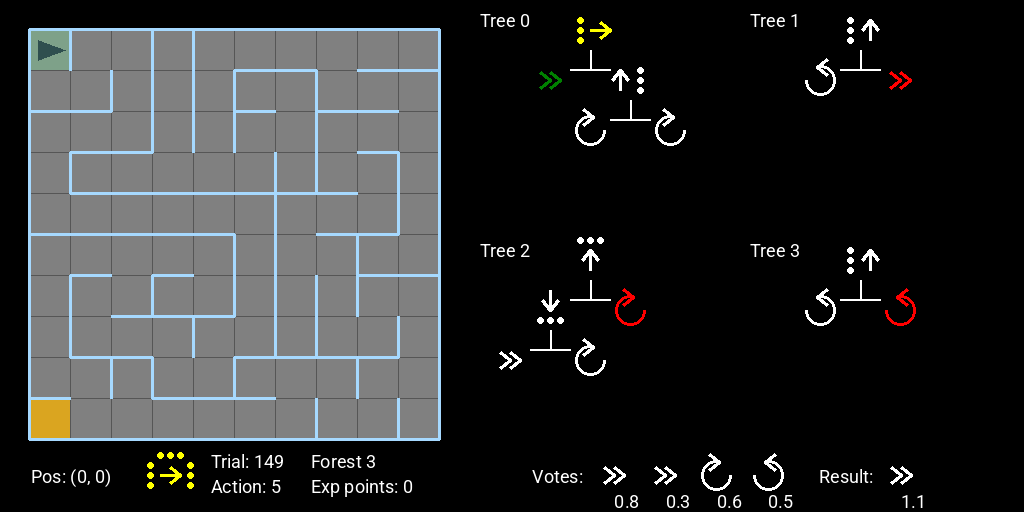 Tree 0
Tree 1
Tree 2
Tree 3
Pos: (0, 0)
Trial: 149
Forest 3
Action: 5
Exp points: 0
Votes:
0.8
0.3
0.6
0.5
Result:
1.1